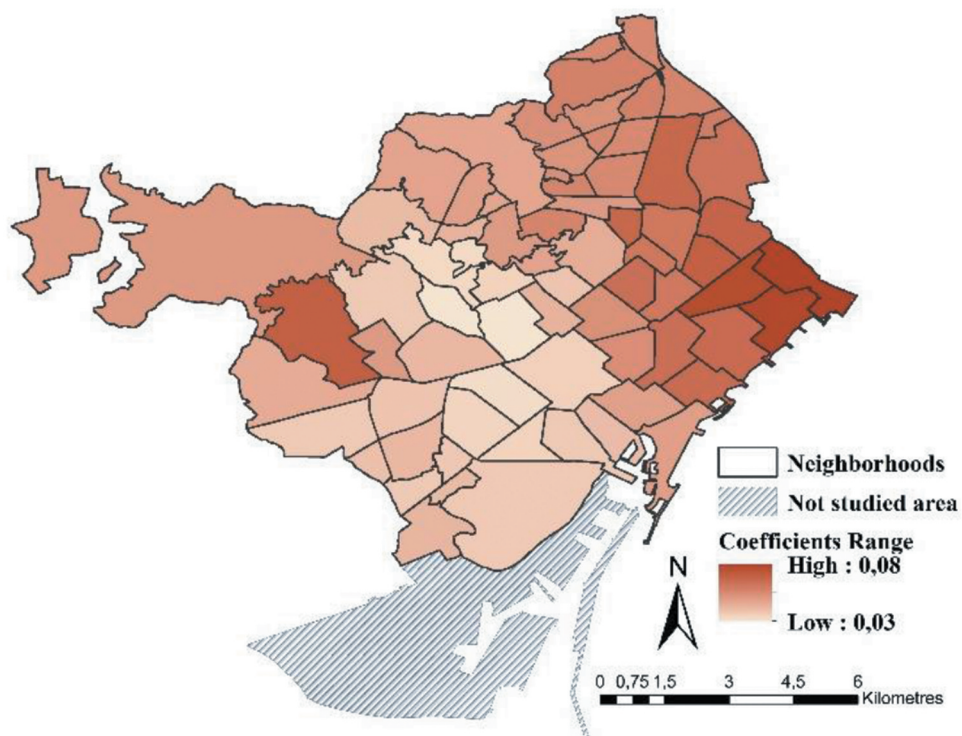 Neighborhoods
Not studied area
Coefficients Range
High : 0,08
Low : 0,03
N
0 0,75 1,5 3 4,5 6
Kilometres